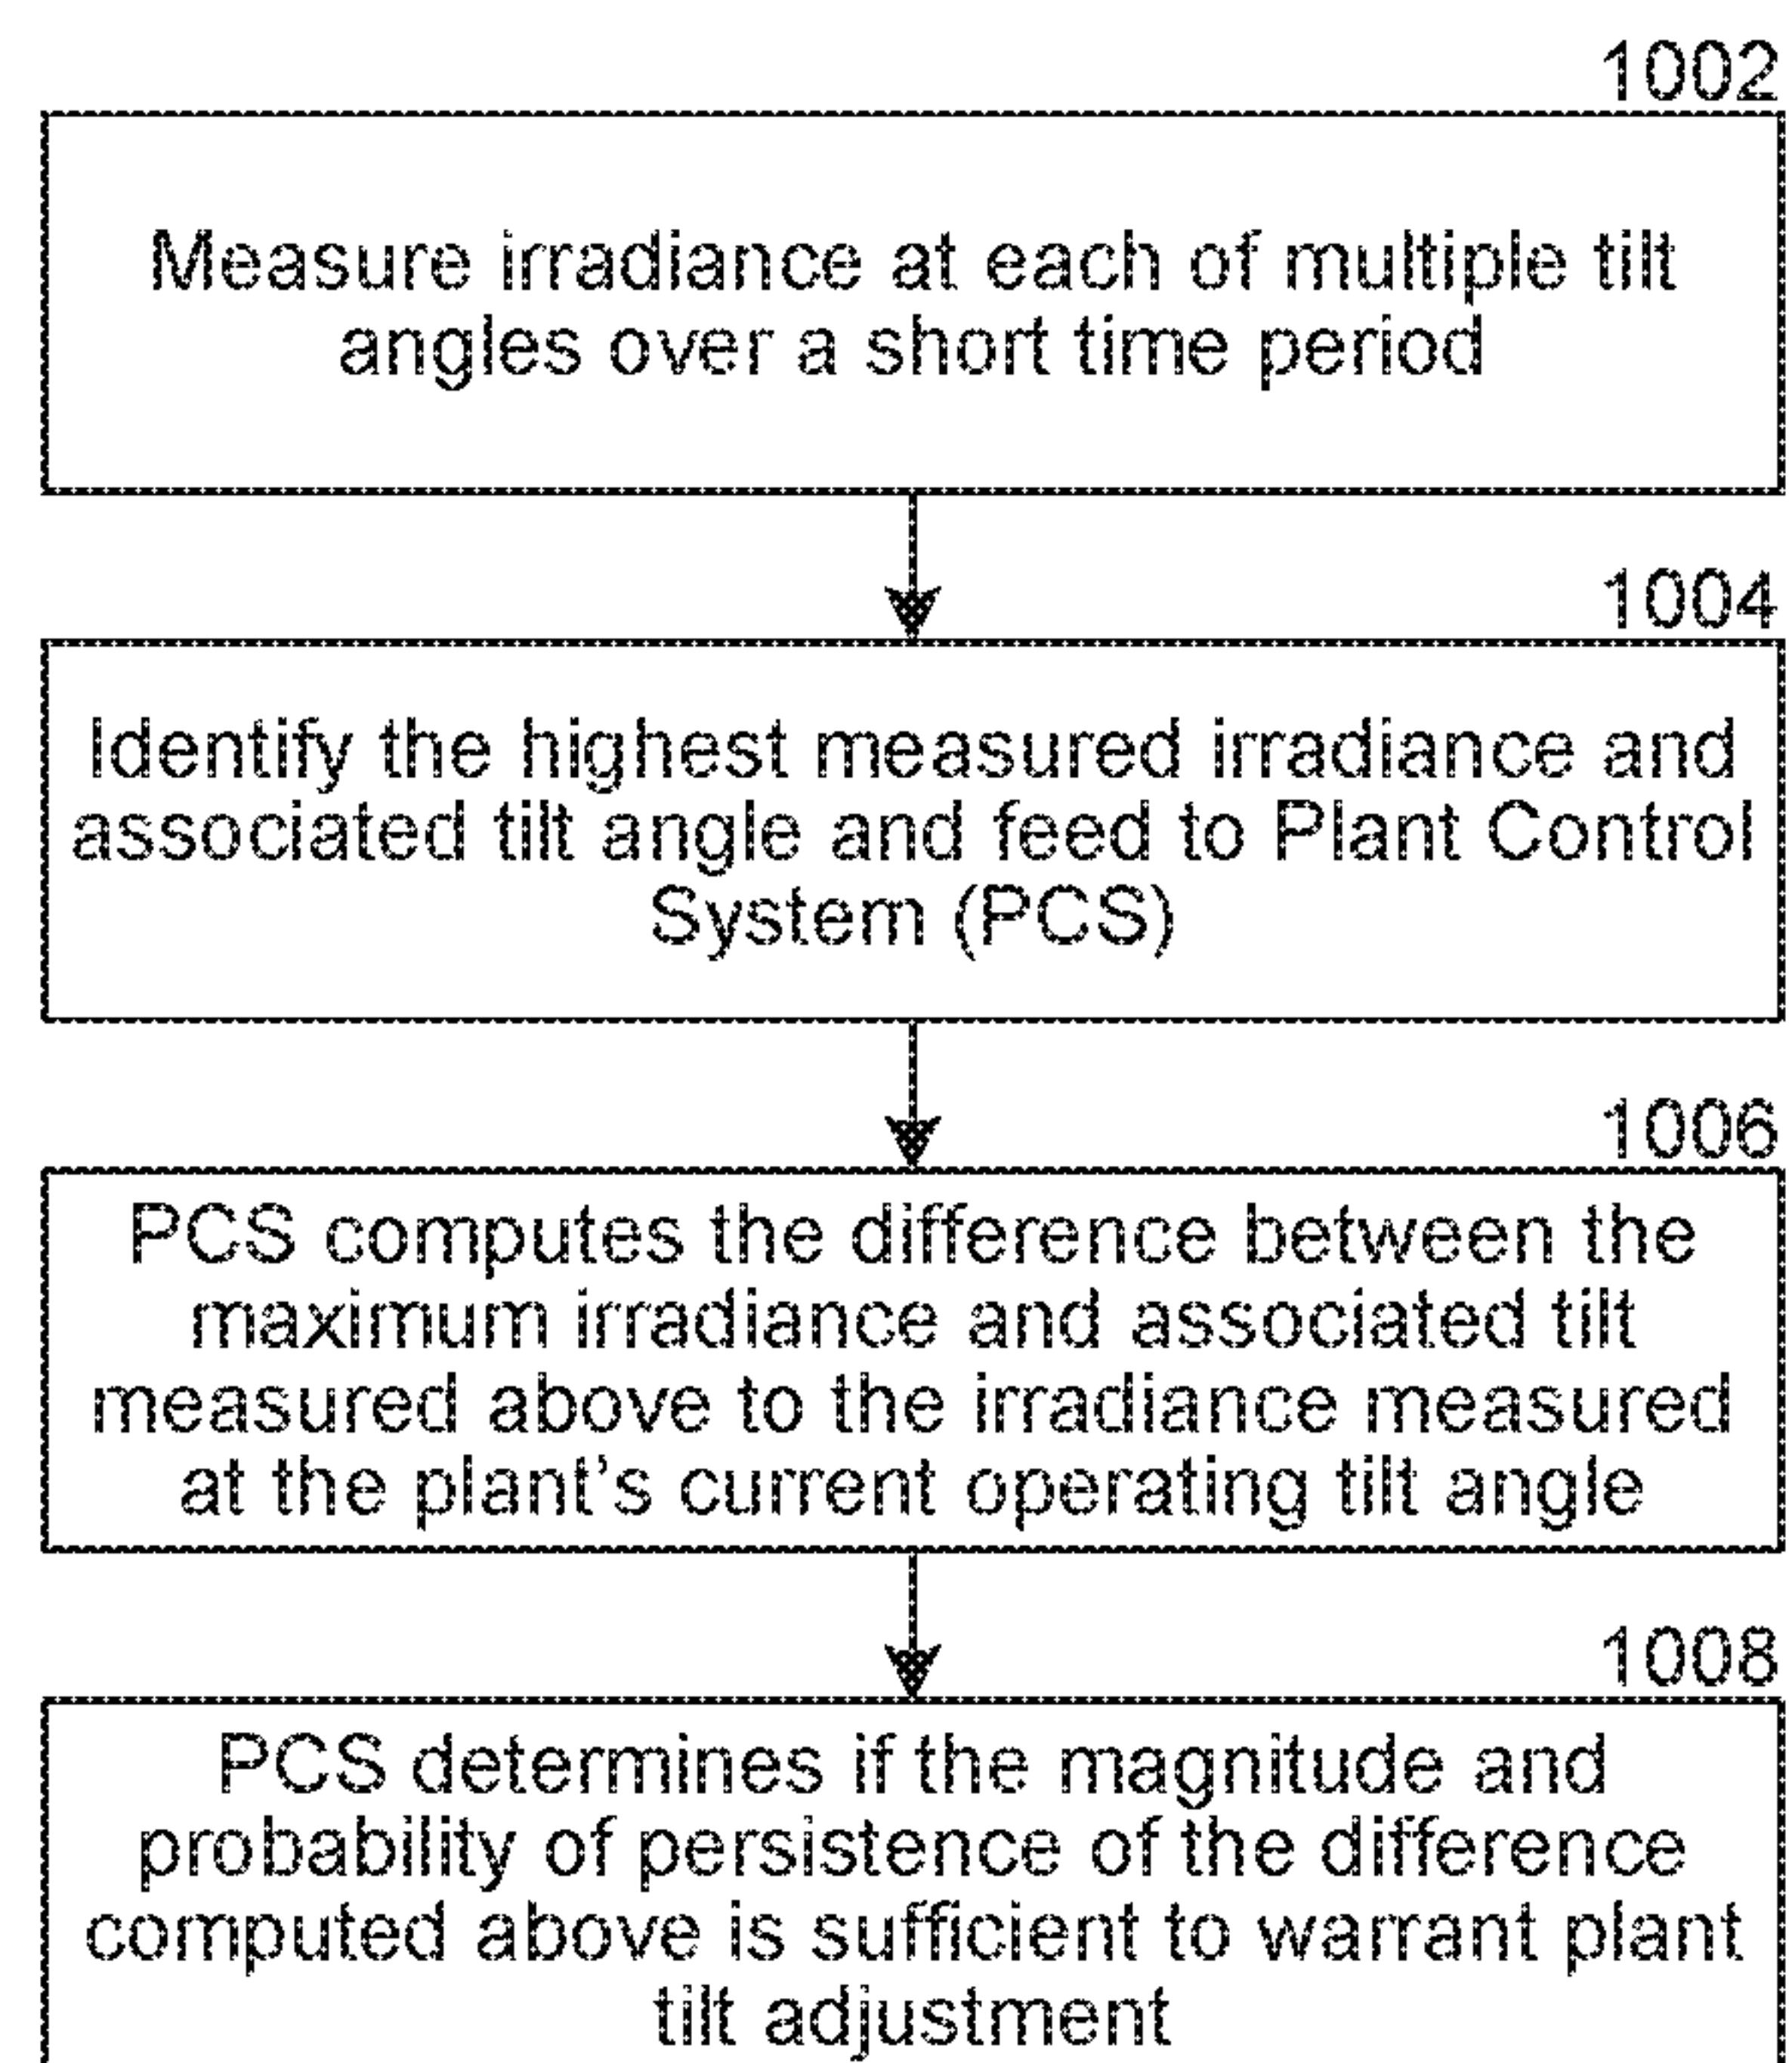 1002
Measure irradiance at each of multiple tilt
angles over a short time period
1004
Identify the highest measured irradiance and
associated tilt angle and feed to Plant Control
System (PCS)
1006
PCS computes the difference between the
maximum irradiance and associated tilt
measured above to the irradiance measured
at the plant's current operating tilt angle
1008
PCS determines if the magnitude and
probability of persistence of the difference
computed above is sufficient to warrant plant
tilt adjustment